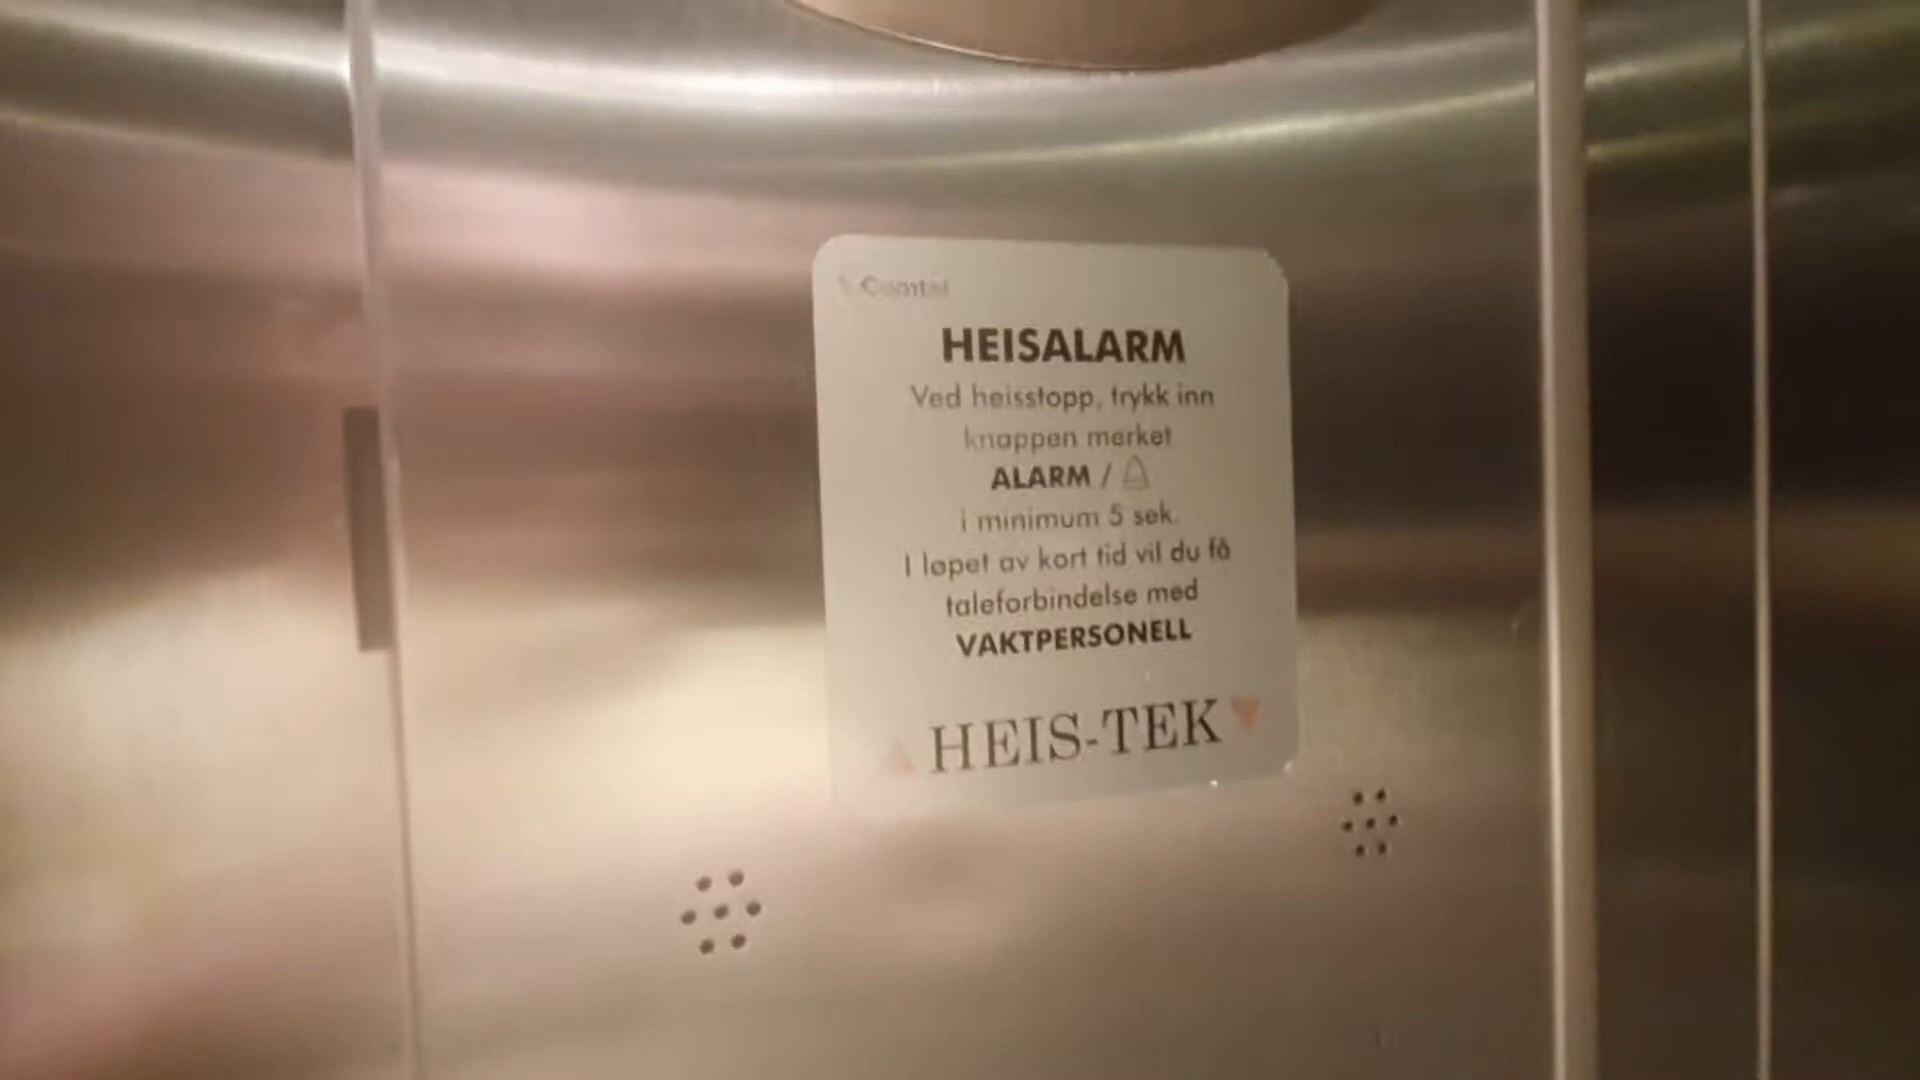 Comtel
HEISALARM
Ved heisstopp, trykk inn
knappen merket
ALARM /
i minimum 5 sek.
I løpet av kort tid vil du få
taleforbindelse med
VAKTPERSONELL
HEIS-TEK